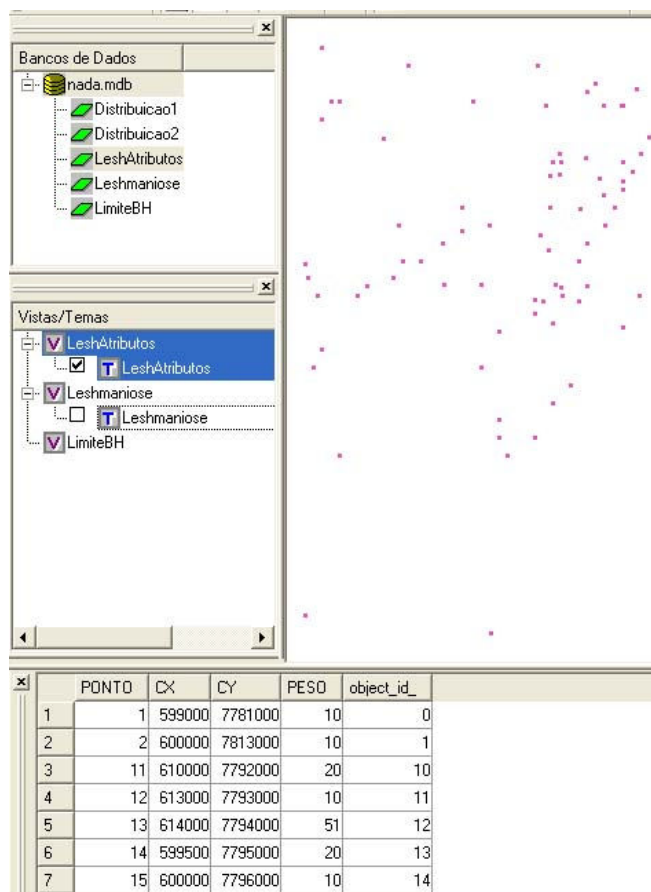 Bancos de Dados
nada.mdb
Distribuicao1
Distribuicao2
LeshAtributos
Leshmaniose
LimiteBH
Vistas/Temas
V LeshAtributos
T LeshAtributos
V Leshmaniose
T Leshmaniose
V LimiteBH
PONTO CX CY PESO object_id_
1 1 599000 7781000 10 0
2 2 600000 7813000 10 1
3 11 610000 7792000 20 10
4 12 613000 7793000 10 11
5 13 614000 7794000 51 12
6 14 599500 7795000 20 13
7 15 600000 7796000 10 14